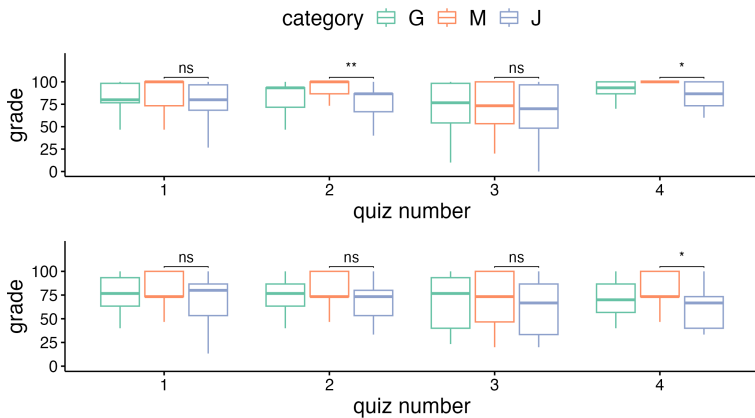 category G M J
ns ** ns *
100
75
50
25
0
grade
1 2 3 4
quiz number
ns ns ns *
100
75
50
25
0
grade
1 2 3 4
quiz number